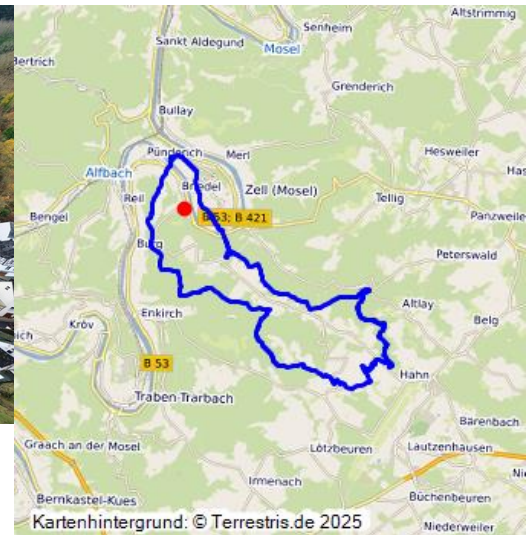 Altstrimmig
Senheim
Sankt Aldegund
Mosel
Grenderich
Bullay
Hesweiler
Pünderich
Merl
Alfbach
Briedel
Zell (Mosel)
Reil
Tellig
Bengel
B 53; B 421
Panzweile
Burg
Peterswald
Enkirch
Altlay
Kröv
Belg
B 53
Hahn
Traben-Trarbach
Bärenbach
Graach an der Mosel
Lötzbeuren
Lautzenhausen
Irmenach
Büchenbeuren
Bernkastel-Kues
Kartenhintergrund: © Terrestris.de 2025
Niederweiler